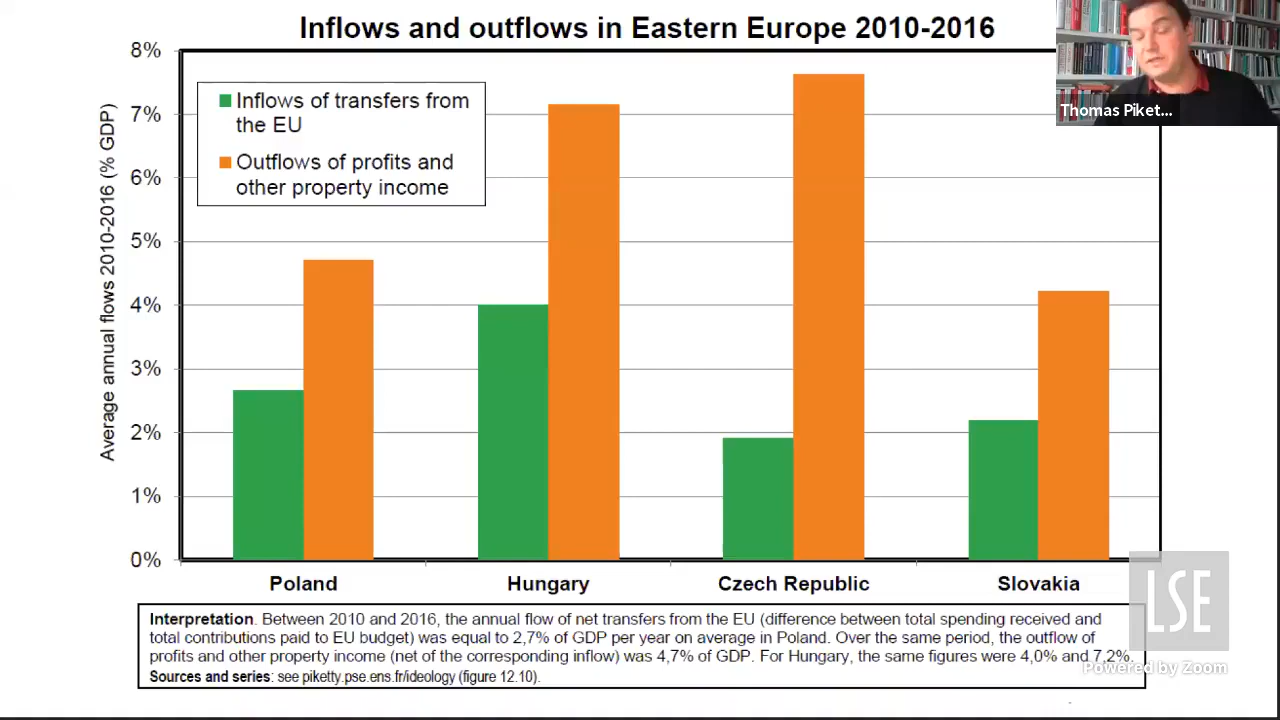 Inflows and outflows in Eastern Europe 2010-2016
Thomas Piket...
Average annual flows 2010-2016 (% GDP)
8%
7%
6%
5%
4%
3%
2%
1%
0%
Inflows of transfers from
the EU
Outflows of profits and
other property income
Poland
Hungary
Czech Republic
Slovakia
Interpretation. Between 2010 and 2016, the annual flow of net transfers from the EU (difference between total spending received and
total contributions paid to EU budget) was equal to 2,7% of GDP per year on average in Poland. Over the same period, the outflow of
profits and other property income (net of the corresponding inflow) was 4,7% of GDP. For Hungary, the same figures were 4,0% and 7,2%.
Sources and series: see piketty.pse.ens.fr/ideology (figure 12.10).
LSE
Powered by Zoom